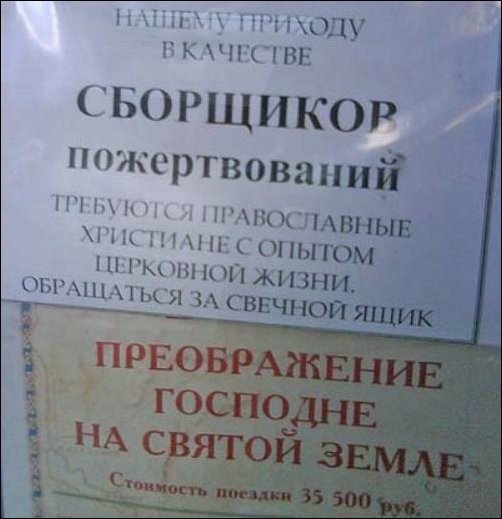 НАШЕМУ ПРИХОДУ
В КАЧЕСТВЕ
СБОРЩИКОВ
пожертвований
ТРЕБУЮТСЯ ПРАВОСЛАВНЫЕ
ХРИСТИАНЕ С ОПЫТОМ
ЦЕРКОВНОЙ ЖИЗНИ.
ОБРАЩАТЬСЯ ЗА СВЕЧНОЙ ЯЩИК
ПРЕОБРАЖЕНИЕ
ГОСПОДНЕ
НА СВЯТОЙ ЗЕМЛЕ
Стоимость поездки 35 500 руб.